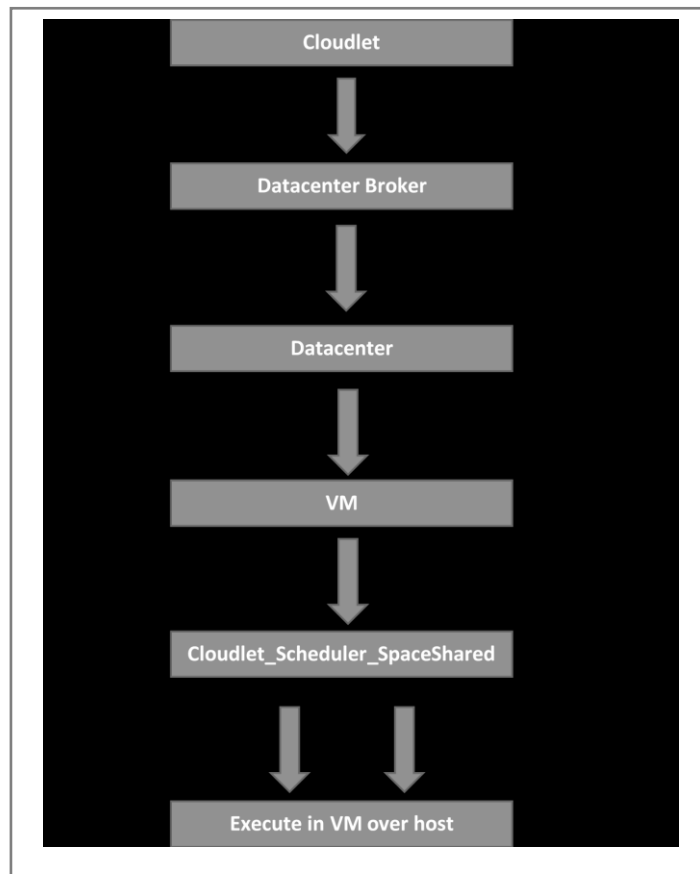 Cloudlet
Datacenter Broker
Datacenter
VM
Cloudlet_Scheduler_SpaceShared
Execute in VM over host